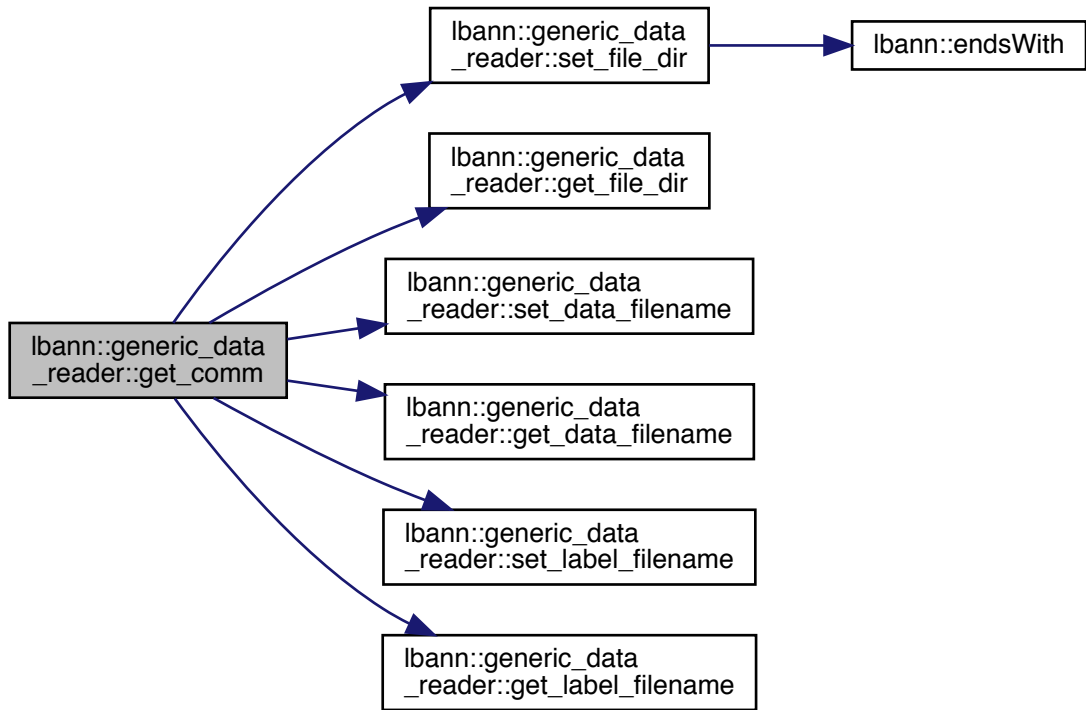 lbann::generic_data
_reader::set_file_dir
lbann::endsWith
lbann::generic_data
_reader::get_file_dir
lbann::generic_data
_reader::set_data_filename
lbann::generic_data
_reader::get_comm
lbann::generic_data
_reader::get_data_filename
lbann::generic_data
_reader::set_label_filename
lbann::generic_data
_reader::get_label_filename